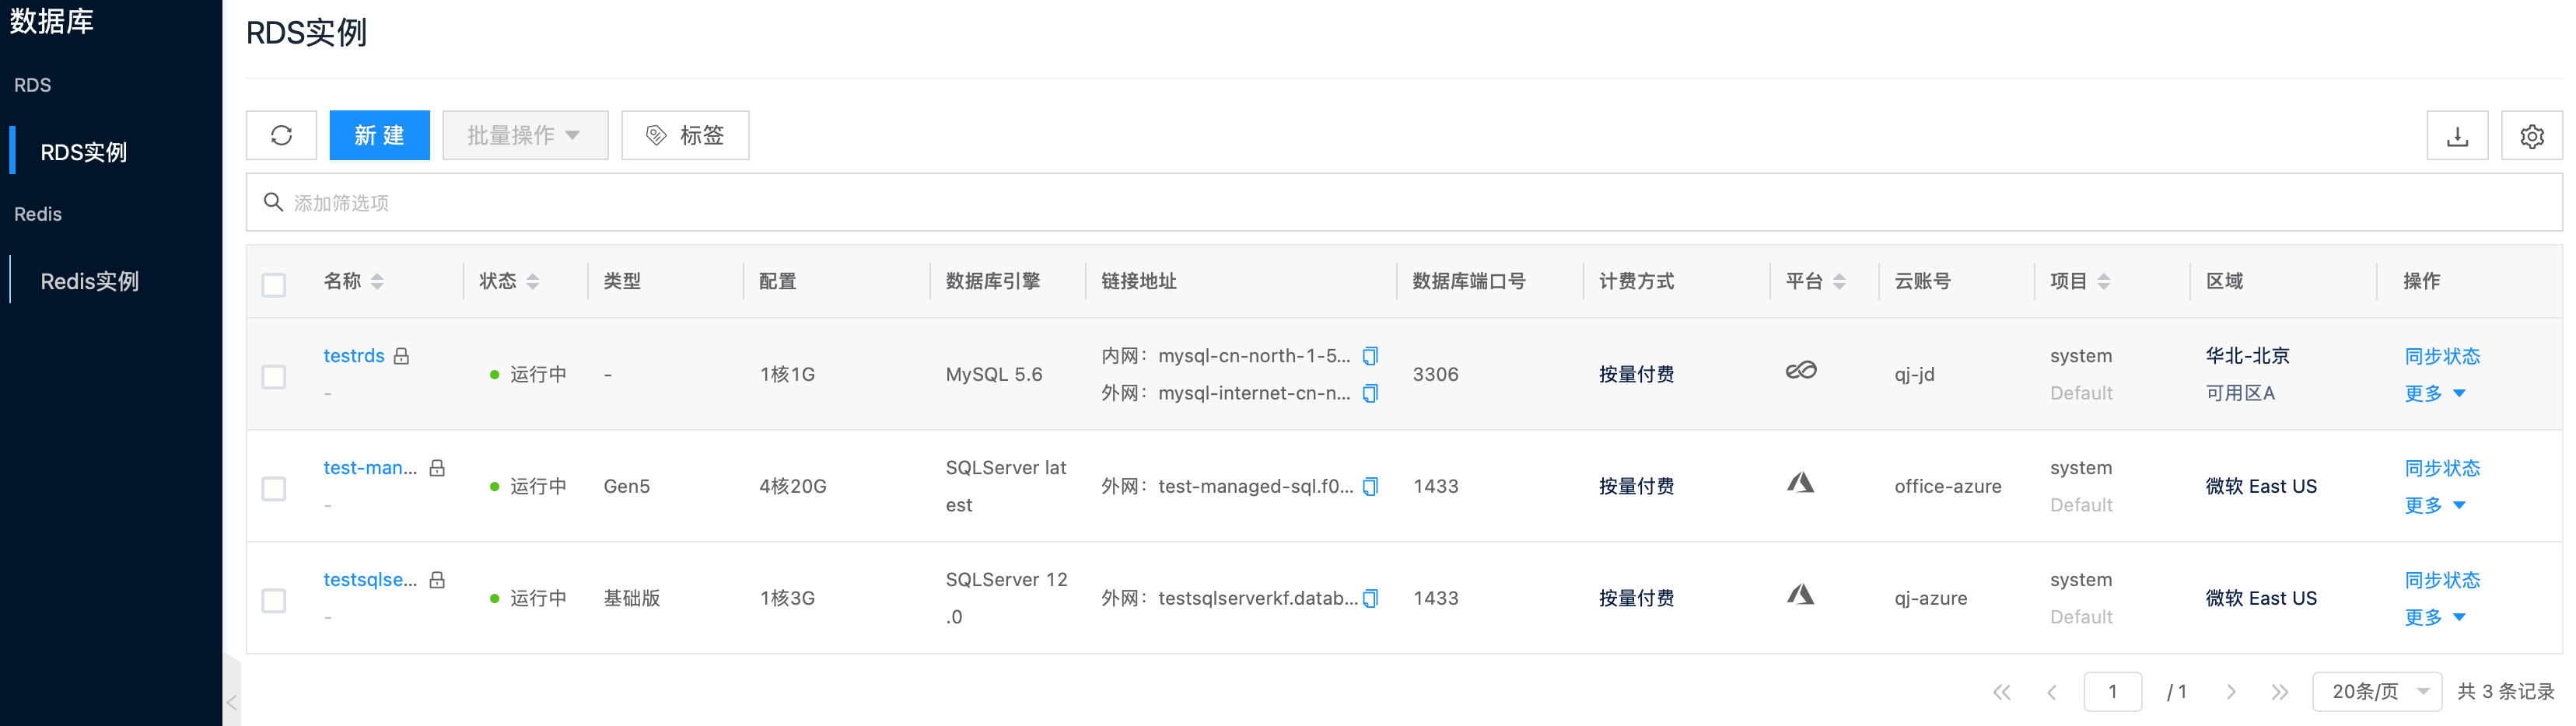 数据库
RDS
RDS实例
Redis
Redis实例
RDS实例
新 建
批量操作
标签
添加筛选项
名称 状态 类型 配置 数据库引擎 链接地址 数据库端口号 计费方式 平台 云账号 项目 区域 操作
testrds
-
运行中
-
1核1G
MySQL 5.6
内网：mysql-cn-north-1-5...
外网：mysql-internet-cn-n...
3306
按量付费
qj-jd
system
Default
华北-北京
可用区A
同步状态
更多
test-man...
-
运行中
Gen5
4核20G
SQLServer lat
est
外网：test-managed-sql.f0...
1433
按量付费
office-azure
system
Default
微软 East US
同步状态
更多
testsqlse...
-
运行中
基础版
1核3G
SQLServer 12
.0
外网：testsqlserverkf.datab...
1433
按量付费
qj-azure
system
Default
微软 East US
同步状态
更多
1 / 1 20条/页 共 3 条记录